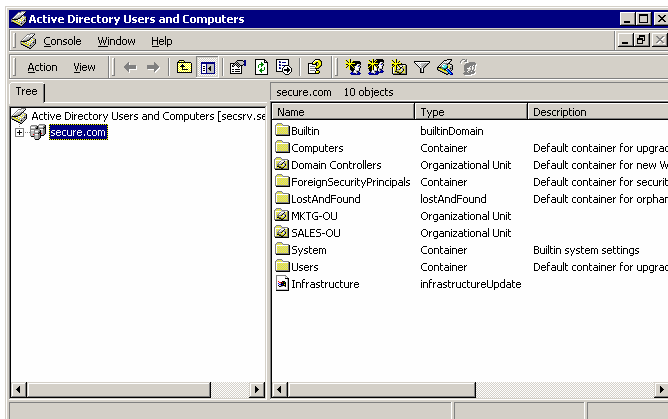 Active Directory Users and Computers
Console Window Help
Action View
Tree
secure.com 10 objects
Active Directory Users and Computers [secsrv.se
secure.com
Name Type Description
Builtin builtinDomain
Computers Container Default container for upgrad
Domain Controllers Organizational Unit Default container for new W
ForeignSecurityPrincipals Container Default container for securit
LostAndFound lostAndFound Default container for orphar
MKTG-OU Organizational Unit
SALES-OU Organizational Unit
System Container Builtin system settings
Users Container Default container for upgrad
Infrastructure infrastructureUpdate